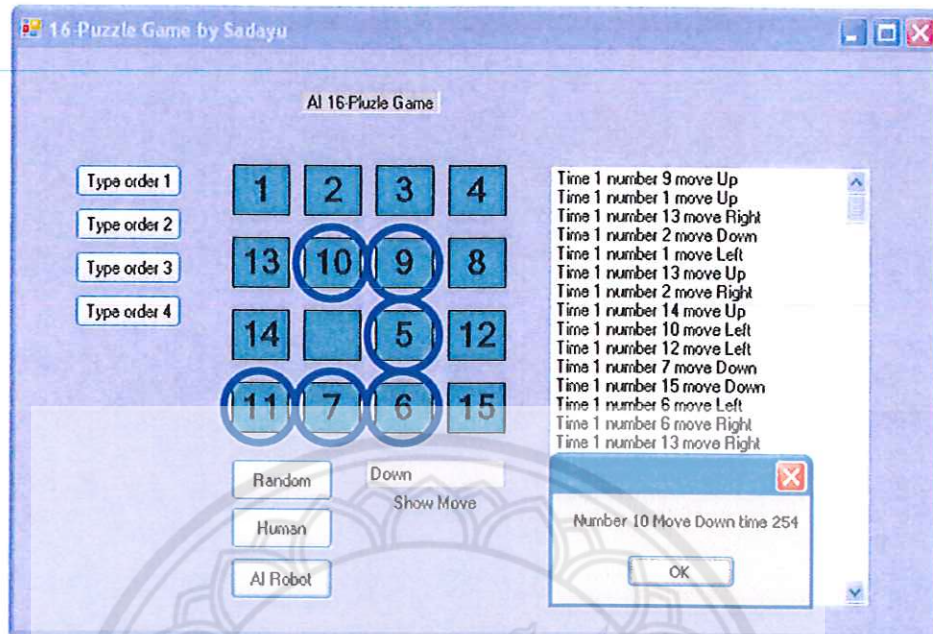 16-Puzzle Game by Sadayu
AI 16-Pluzle Game
Type order 1
Type order 2
Type order 3
Type order 4
1 2 3 4
13 10 9 8
14 5 12
11 7 6 15
Random
Human
AI Robot
Down
Show Move
Time 1 number 9 move Up
Time 1 number 1 move Up
Time 1 number 13 move Right
Time 1 number 2 move Down
Time 1 number 1 move Left
Time 1 number 13 move Up
Time 1 number 2 move Right
Time 1 number 14 move Up
Time 1 number 10 move Left
Time 1 number 12 move Left
Time 1 number 7 move Down
Time 1 number 15 move Down
Time 1 number 6 move Left
Time 1 number 6 move Right
Time 1 number 13 move Right
Number 10 Move Down time 254
OK